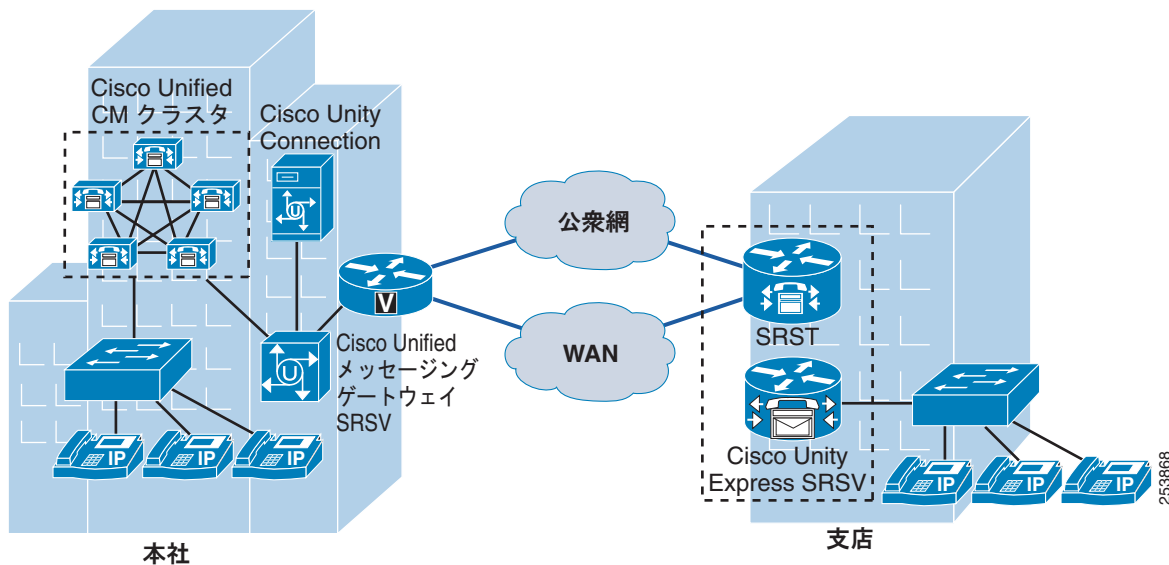 Cisco Unified
CM クラスタ
Cisco Unity
Connection
U
V
U
Cisco Unified
メッセージング
ゲートウェイ
SRSV
IP
IP
IP
本社
公衆網
WAN
SRST
Cisco Unity
Express SRSV
IP
IP
IP
支店
253868